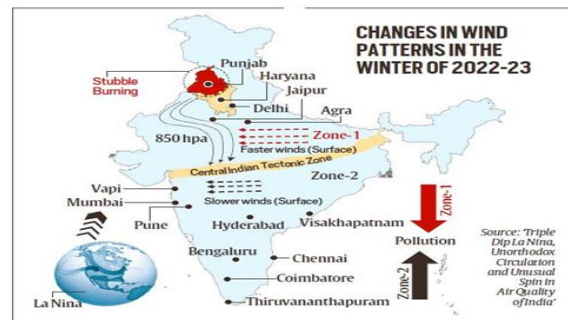 CHANGES IN WIND
PATTERNS IN THE
WINTER OF 2022-23
Stubble
Burning
Punjab
Haryana
Jaipur
Delhi
Agra
850 hpa
Zone-1
Faster winds (Surface)
Central Indian Tectonic Zone
Zone-2
Vapi
Mumbai
Slower winds (Surface)
Pune
Hyderabad
Visakhapatnam
Bengaluru
Chennai
Coimbatore
Thiruvananthapuram
La Nina
Zone-1
Pollution
Zone-2
Source: 'Triple
Dip La Nina,
Unorthodox
Circulation
and Unusual
Spin in
Air Quality
of India'